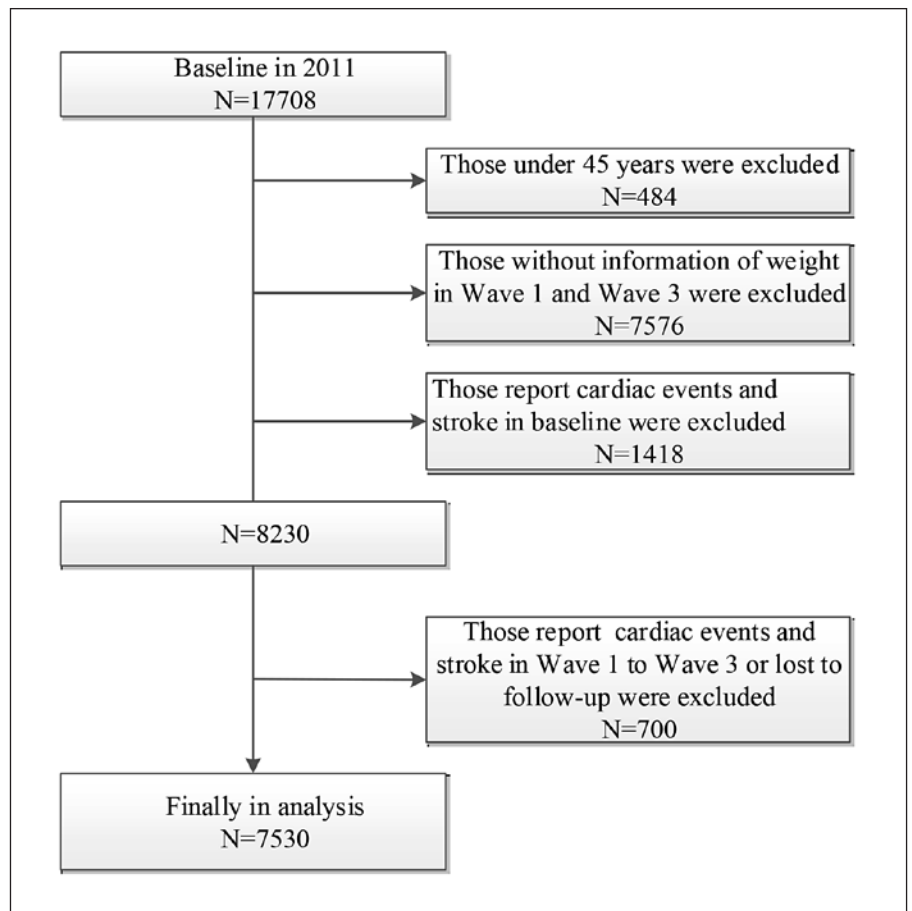 Baseline in 2011
N=17708
Those under 45 years were excluded
N=484
Those without information of weight
in Wave 1 and Wave 3 were excluded
N=7576
Those report cardiac events and
stroke in baseline were excluded
N=1418
N=8230
Those report cardiac events and
stroke in Wave 1 to Wave 3 or lost to
follow-up were excluded
N=700
Finally in analysis
N=7530